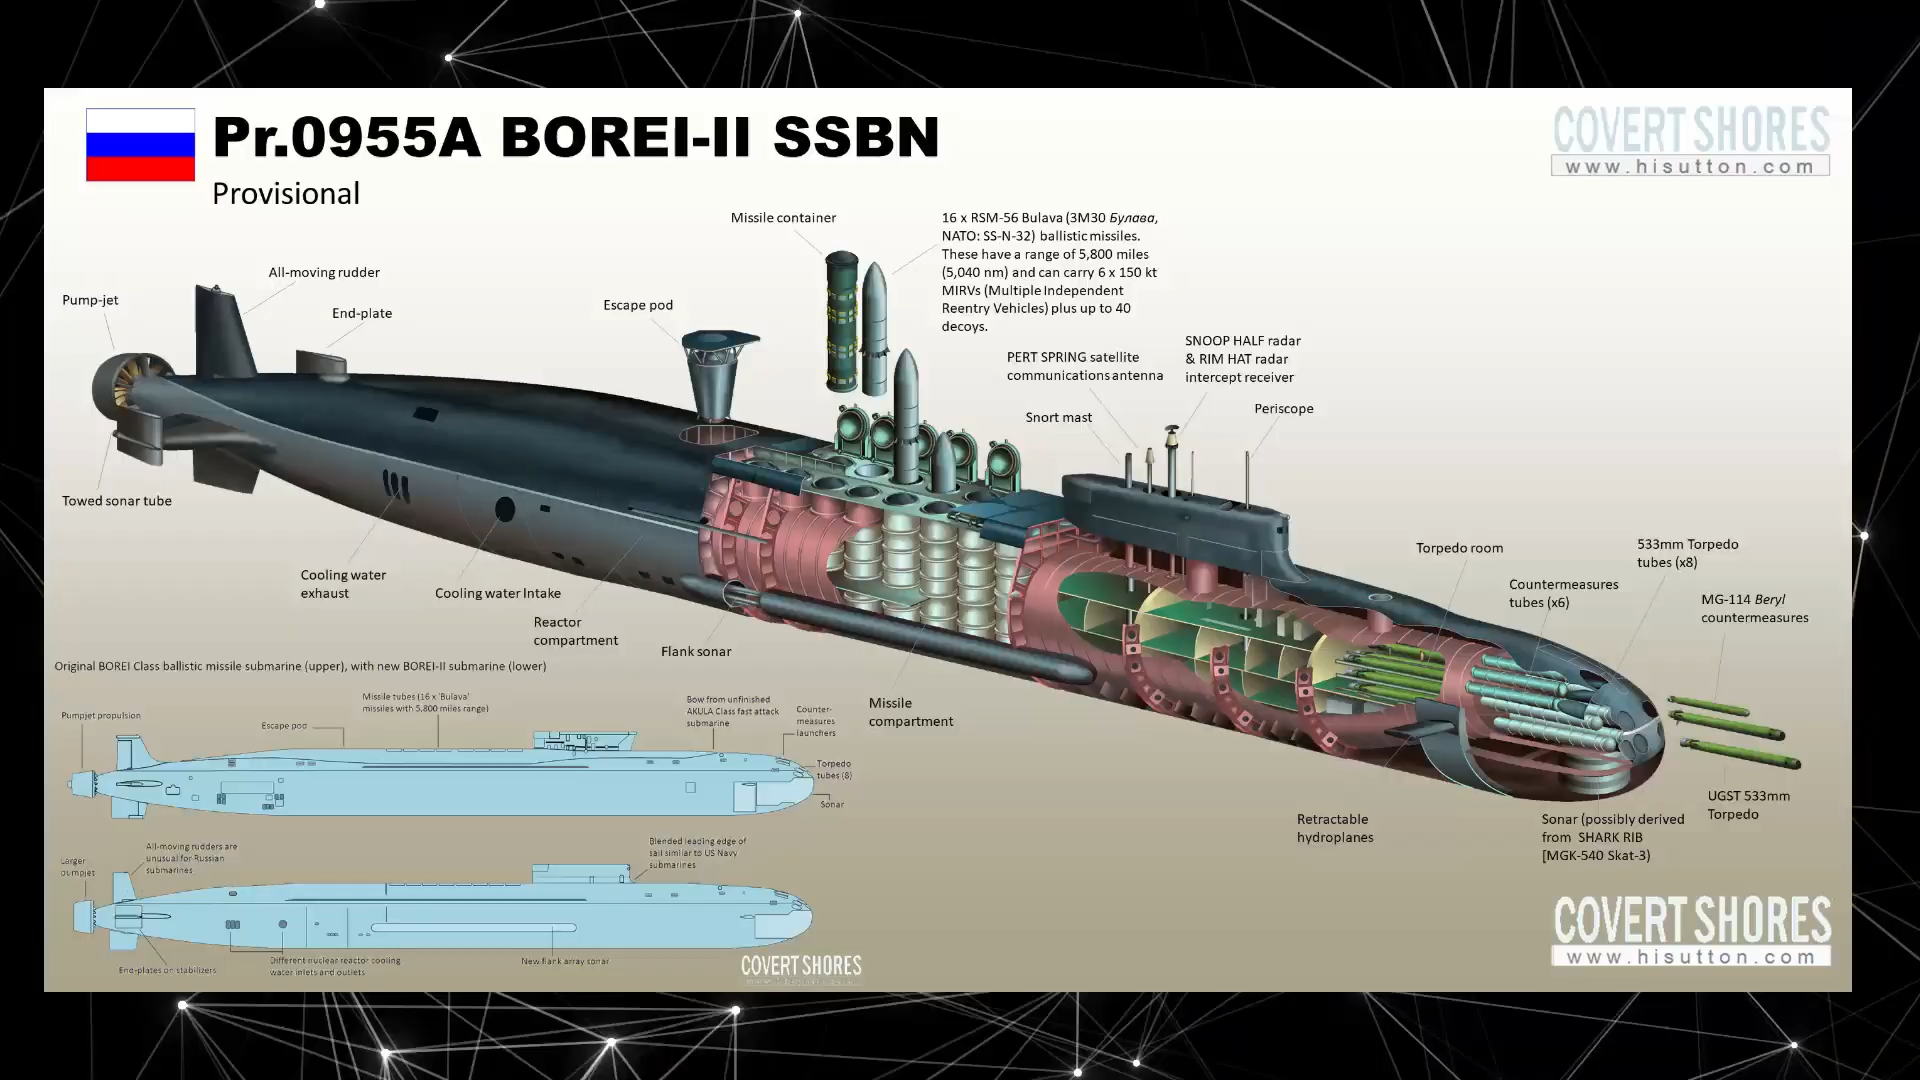 Pr.0955A BOREI-II SSBN
Provisional
COVERT SHORES
www.hisutton.com
Missile container
16 x RSM-56 Bulava (3M30 Булава,
NATO: SS-N-32) ballistic missiles.
These have a range of 5,800 miles
(5,040 nm) and can carry 6 x 150 kt
MIRVs (Multiple Independent
Reentry Vehicles) plus up to 40
decoys.
All-moving rudder
Pump-jet
End-plate
Escape pod
SNOOP HALF radar
& RIM HAT radar
intercept receiver
PERT SPRING satellite
communications antenna
Snort mast
Periscope
Towed sonar tube
Cooling water
exhaust
Cooling water Intake
Reactor
compartment
Flank sonar
Missile
compartment
Torpedo room
533mm Torpedo
tubes (x8)
Countermeasures
tubes (x6)
MG-114 Beryl
countermeasures
UGST 533mm
Torpedo
Retractable
hydroplanes
Sonar (possibly derived
from SHARK RIB
[MGK-540 Skat-3)
Original BOREI Class ballistic missile submarine (upper), with new BOREI-II submarine (lower)
Pumpjet propulsion
Escape pod
Missile tubes (16 x 'Bulava'
missiles with 5,800 miles range)
Bow from unfinished
AKULA Class fast attack
submarine
Counter-
measures
launchers
Torpedo
tubes (8)
Sonar
Larger
pumpjet
All-moving rudders are
unusual for Russian
submarines
Blended leading edge of
sail similar to US Navy
submarines
End-plates on stabilizers
Different nuclear reactor cooling
water inlets and outlets
New flank array sonar
COVERT SHORES
COVERT SHORES
www.hisutton.com